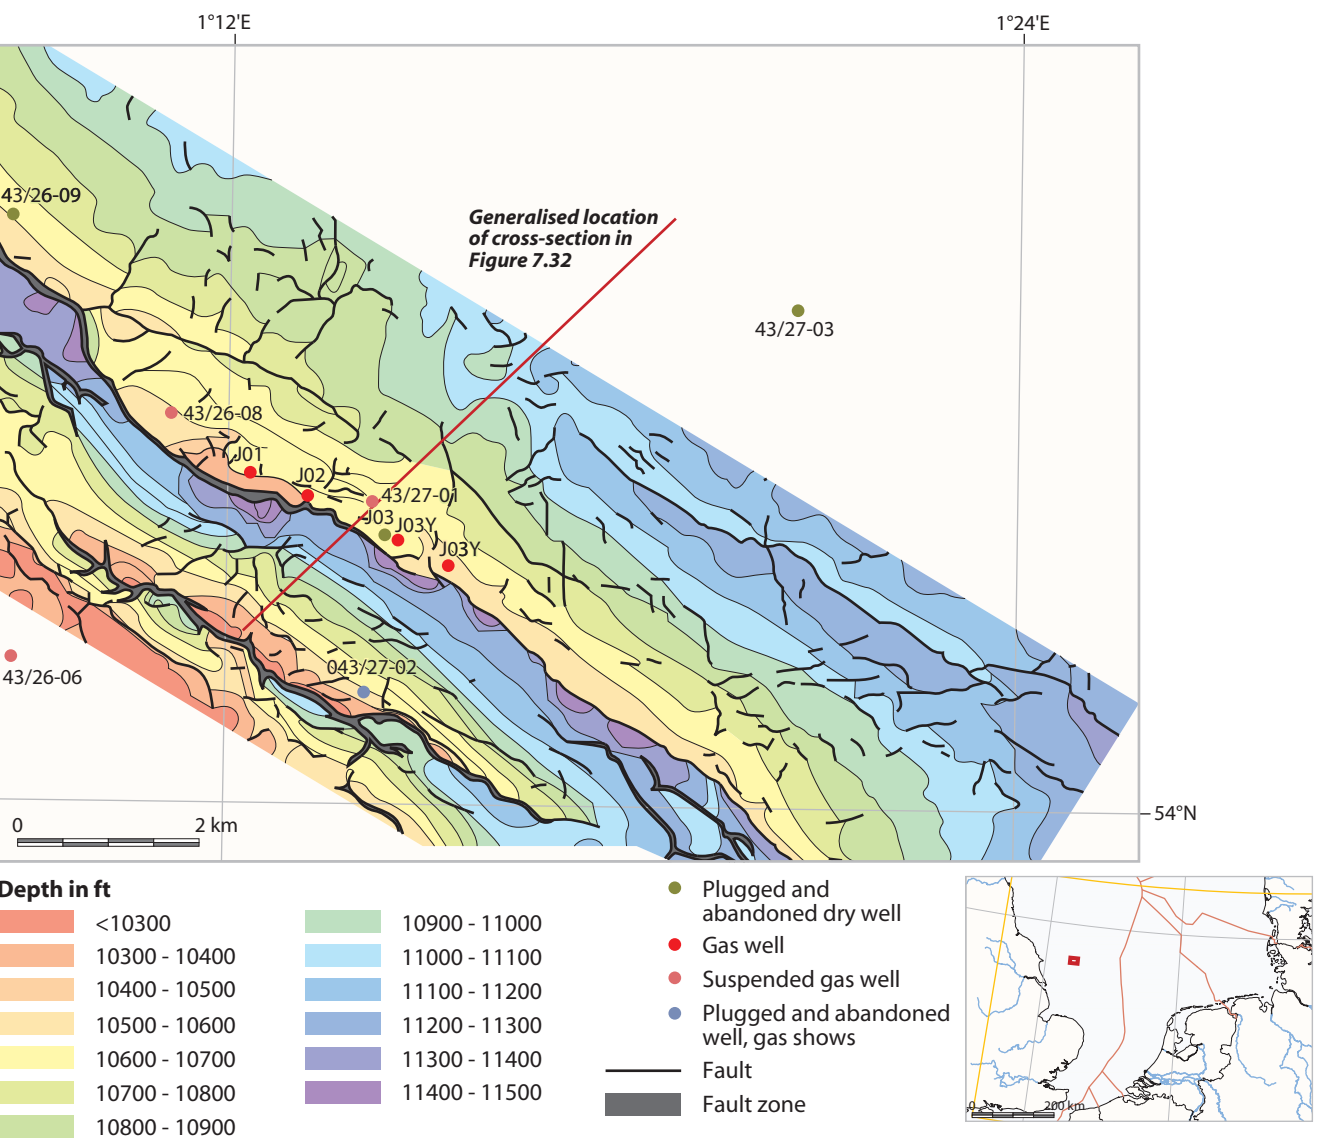 1°12'E
1°24'E
43/26-09
Generalised location
of cross-section in
Figure 7.32
43/27-03
43/26-08
J01
J02
43/27-01
J03
J03Y
J03Y
043/27-02
43/26-06
54°N
0
2 km
Depth in ft
<10300
10300 - 10400
10400 - 10500
10500 - 10600
10600 - 10700
10700 - 10800
10800 - 10900
10900 - 11000
11000 - 11100
11100 - 11200
11200 - 11300
11300 - 11400
11400 - 11500
Plugged and
abandoned dry well
Gas well
Suspended gas well
Plugged and abandoned
well, gas shows
Fault
Fault zone
0
200 km